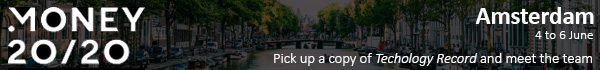 MONEY
20/20
Amsterdam
4 to 6 June
Pick up a copy of Techology Record and meet the team